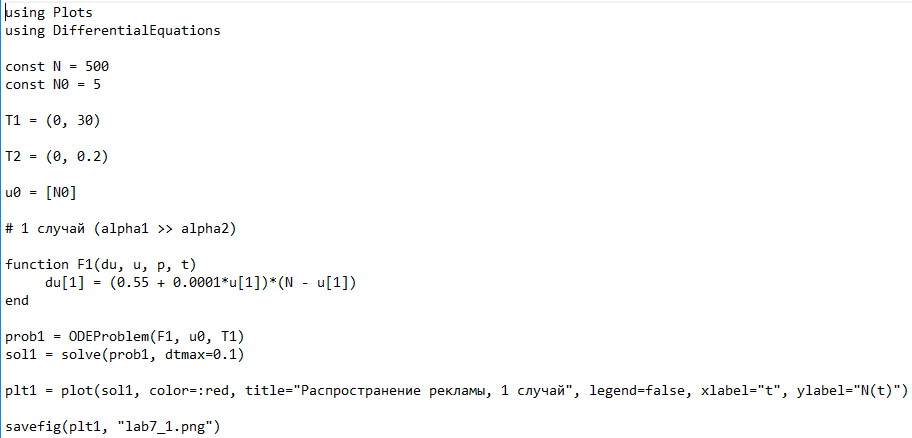 using Plots
using DifferentialEquations
const N = 500
const N0 = 5
T1 = (0, 30)
T2 = (0, 0.2)
u0 = [N0]
# 1 случай (alpha1 >> alpha2)
function F1(du, u, p, t)
     du[1] = (0.55 + 0.0001*u[1])*(N - u[1])
end
prob1 = ODEProblem(F1, u0, T1)
sol1 = solve(prob1, dtmax=0.1)
plt1 = plot(sol1, color=:red, title="Распространение рекламы, 1 случай", legend=false, xlabel="t", ylabel="N(t)")
savefig(plt1, "lab7_1.png")